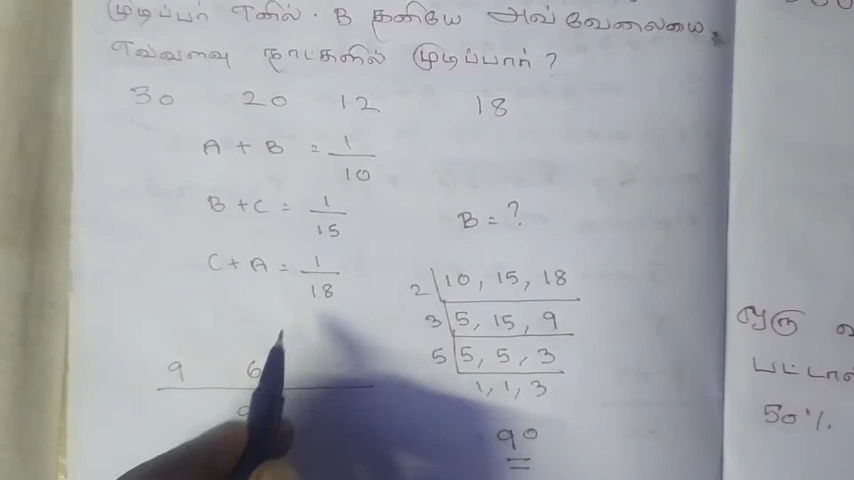 முடிப்பர் எனில். B தனியே அவ் வேலையை
எவ்வளவு நாட்களில் முடிப்பார் ?
30 20 12 18
A + B = 1/10
B + C = 1/15
B = ?
C + A = 1/18
2 | 10, 15, 18
3 | 5, 15, 9
5 | 5, 5, 3
1, 1, 3
9 6
90
ஒரு
50%